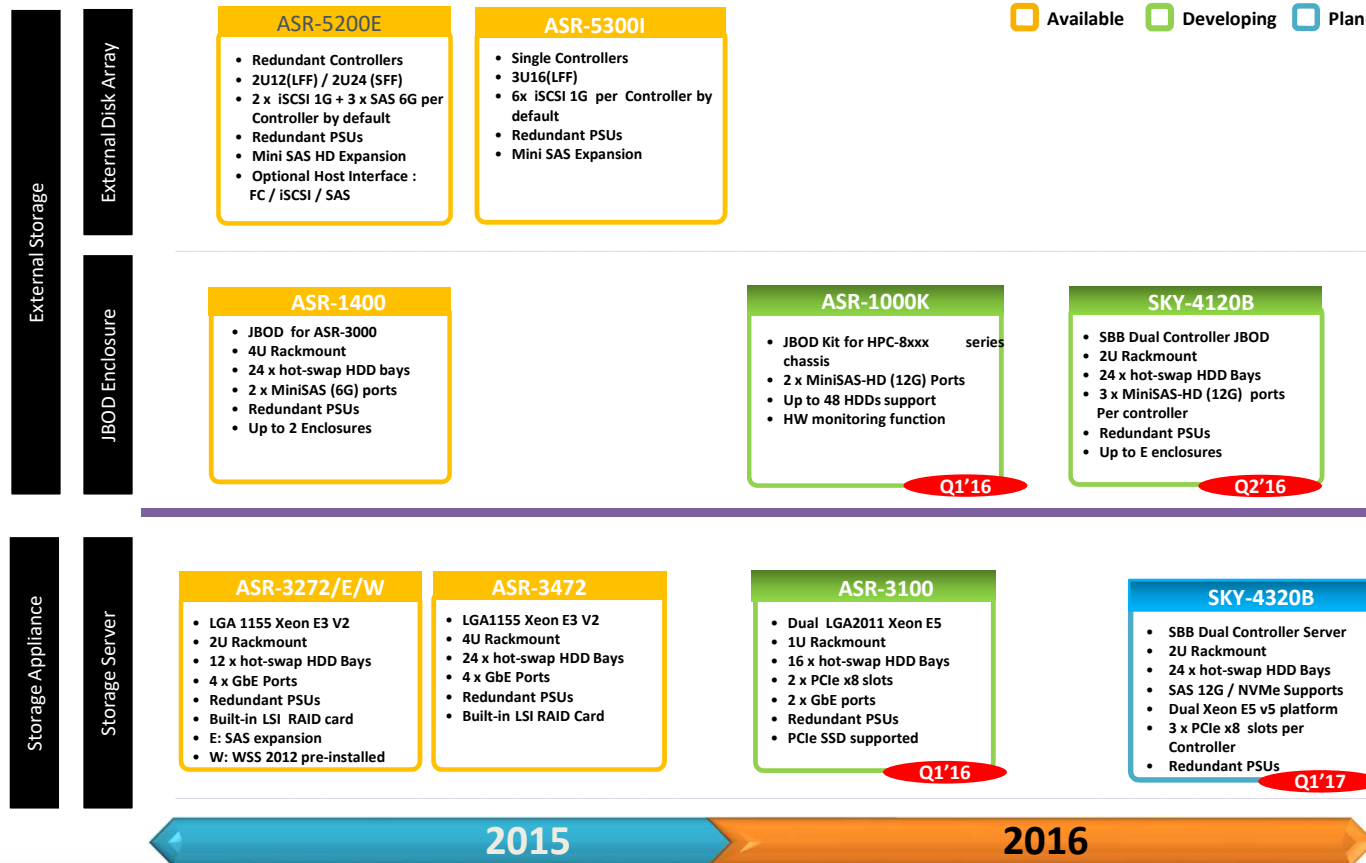 Available
Developing
Plan
External Storage
External Disk Array
ASR-5200E
• Redundant Controllers
• 2U12(LFF) / 2U24 (SFF)
• 2 x iSCSI 1G + 3 x SAS 6G per
Controller by default
• Redundant PSUs
• Mini SAS HD Expansion
• Optional Host Interface :
FC / iSCSI / SAS
ASR-5300I
• Single Controllers
• 3U16(LFF)
• 6x iSCSI 1G per Controller by
default
• Redundant PSUs
• Mini SAS Expansion
JBOD Enclosure
ASR-1400
• JBOD for ASR-3000
• 4U Rackmount
• 24 x hot-swap HDD bays
• 2 x MiniSAS (6G) ports
• Redundant PSUs
• Up to 2 Enclosures
ASR-1000K
• JBOD Kit for HPC-8xxx series
chassis
• 2 x MiniSAS-HD (12G) Ports
• Up to 48 HDDs support
• HW monitoring function
Q1’16
SKY-4120B
• SBB Dual Controller JBOD
• 2U Rackmount
• 24 x hot-swap HDD Bays
• 3 x MiniSAS-HD (12G) ports
Per controller
• Redundant PSUs
• Up to E enclosures
Q2’16
Storage Appliance
Storage Server
ASR-3272/E/W
• LGA 1155 Xeon E3 V2
• 2U Rackmount
• 12 x hot-swap HDD Bays
• 4 x GbE Ports
• Redundant PSUs
• Built-in LSI RAID card
• E: SAS expansion
• W: WSS 2012 pre-installed
ASR-3472
• LGA1155 Xeon E3 V2
• 4U Rackmount
• 24 x hot-swap HDD Bays
• 4 x GbE Ports
• Redundant PSUs
• Built-in LSI RAID Card
ASR-3100
• Dual LGA2011 Xeon E5
• 1U Rackmount
• 16 x hot-swap HDD Bays
• 2 x PCIe x8 slots
• 2 x GbE ports
• Redundant PSUs
• PCIe SSD supported
Q1’16
SKY-4320B
• SBB Dual Controller Server
• 2U Rackmount
• 24 x hot-swap HDD Bays
• SAS 12G / NVMe Supports
• Dual Xeon E5 v5 platform
• 3 x PCIe x8 slots per
Controller
• Redundant PSUs
Q1’17
2015
2016